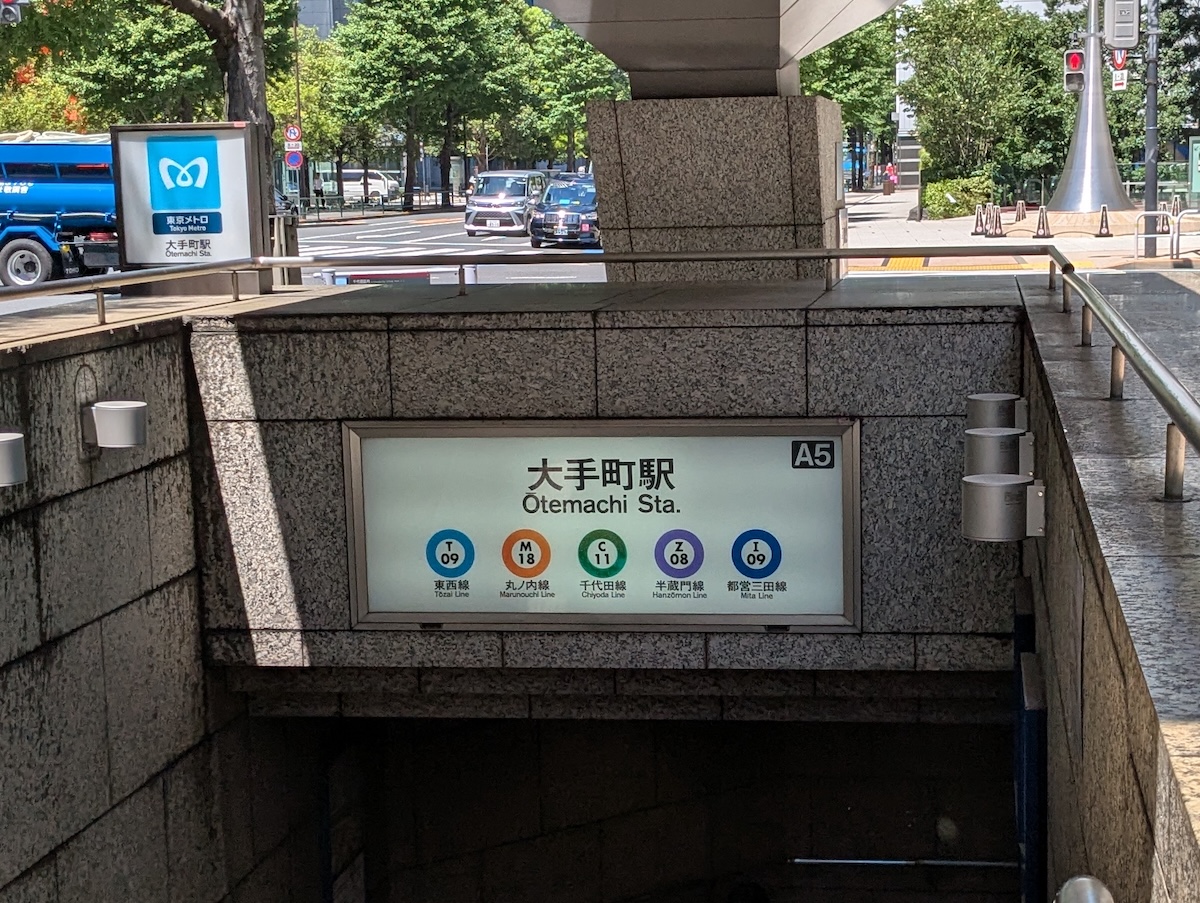 東京メトロ
Tokyo Metro
大手町駅
Ōtemachi Sta.
A5
大手町駅
Ōtemachi Sta.
T
09
東西線
Tōzai Line
M
18
丸ノ内線
Marunouchi Line
C
11
千代田線
Chiyoda Line
Z
08
半蔵門線
Hanzōmon Line
I
09
都営三田線
Mita Line